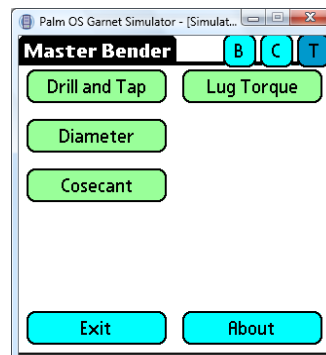 Palm OS Garnet Simulator - [Simulat...
Master Bender B C T
Drill and Tap Lug Torque
Diameter
Cosecant
Exit About